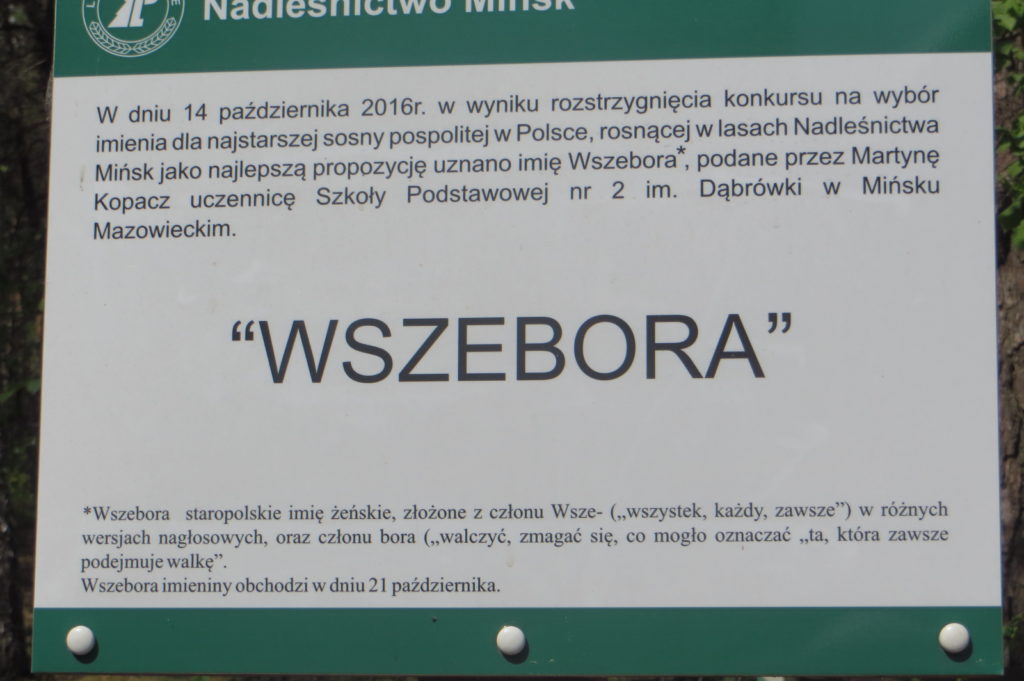 Nadleśnictwo Mińsk
W dniu 14 października 2016r. w wyniku rozstrzygnięcia konkursu na wybór
imienia dla najstarszej sosny pospolitej w Polsce, rosnącej w lasach Nadleśnictwa
Mińsk jako najlepszą propozycję uznano imię Wszebora*, podane przez Martynę
Kopacz uczennicę Szkoły Podstawowej nr 2 im. Dąbrówki w Mińsku
Mazowieckim.
“WSZEBORA”
*Wszebora staropolskie imię żeńskie, złożone z członu Wsze- („wszystek, każdy, zawsze”) w różnych
wersjach nagłosowych, oraz członu bora („walczyć, zmagać się, co mogło oznaczać „ta, która zawsze
podejmuje walkę”.
Wszebora imieniny obchodzi w dniu 21 października.